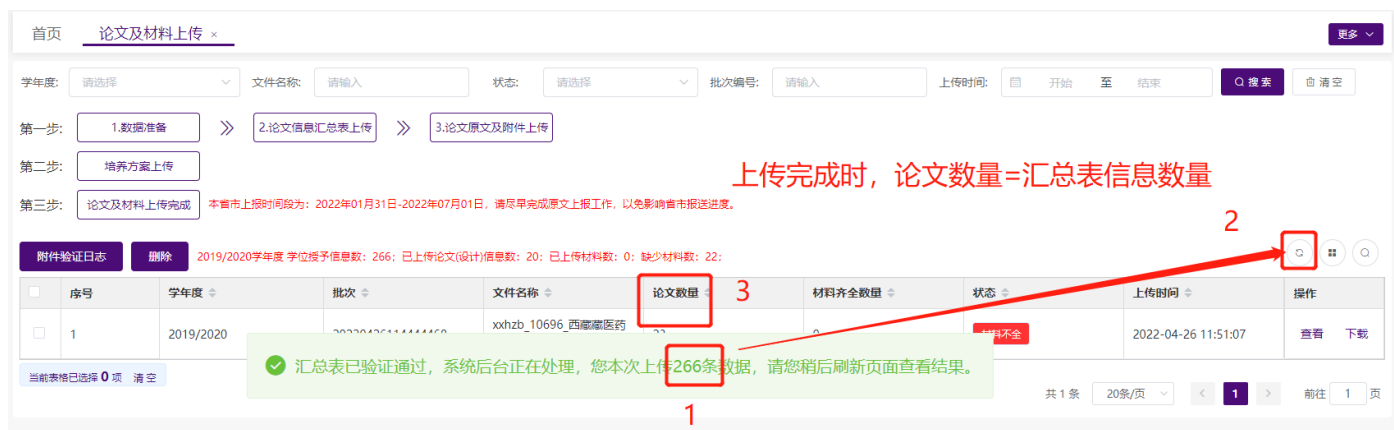 首页 论文及材料上传 × 更多
学年度: 请选择 文件名称: 请输入 状态: 请选择 批次编号: 请输入 上传时间: 开始 至 结束 搜索 清空
第一步: 1.数据准备 2.论文信息汇总表上传 3.论文原文及附件上传
第二步: 培养方案上传
上传完成时，论文数量=汇总表信息数量
第三步: 论文及材料上传完成 本省市上报时间段为：2022年01月31日-2022年07月01日，请尽早完成原文上报工作，以免影响省市报送进度。
2
附件验证日志 删除 2019/2020学年度 学位授予信息数：266；已上传论文(设计)信息数：20；已上传材料数：0；缺少材料数：22；
序号 学年度 批次 文件名称 论文数量 3 材料齐全数量 状态 上传时间 操作
1 2019/2020 xxhzb_10696_西藏藏医药 材料不全 2022-04-26 11:51:07 查看 下载
汇总表已验证通过，系统后台正在处理，您本次上传266条数据，请您稍后刷新页面查看结果。
当前表格已选择 0 项 清空
共 1 条 20条/页 1 前往 1 页
1